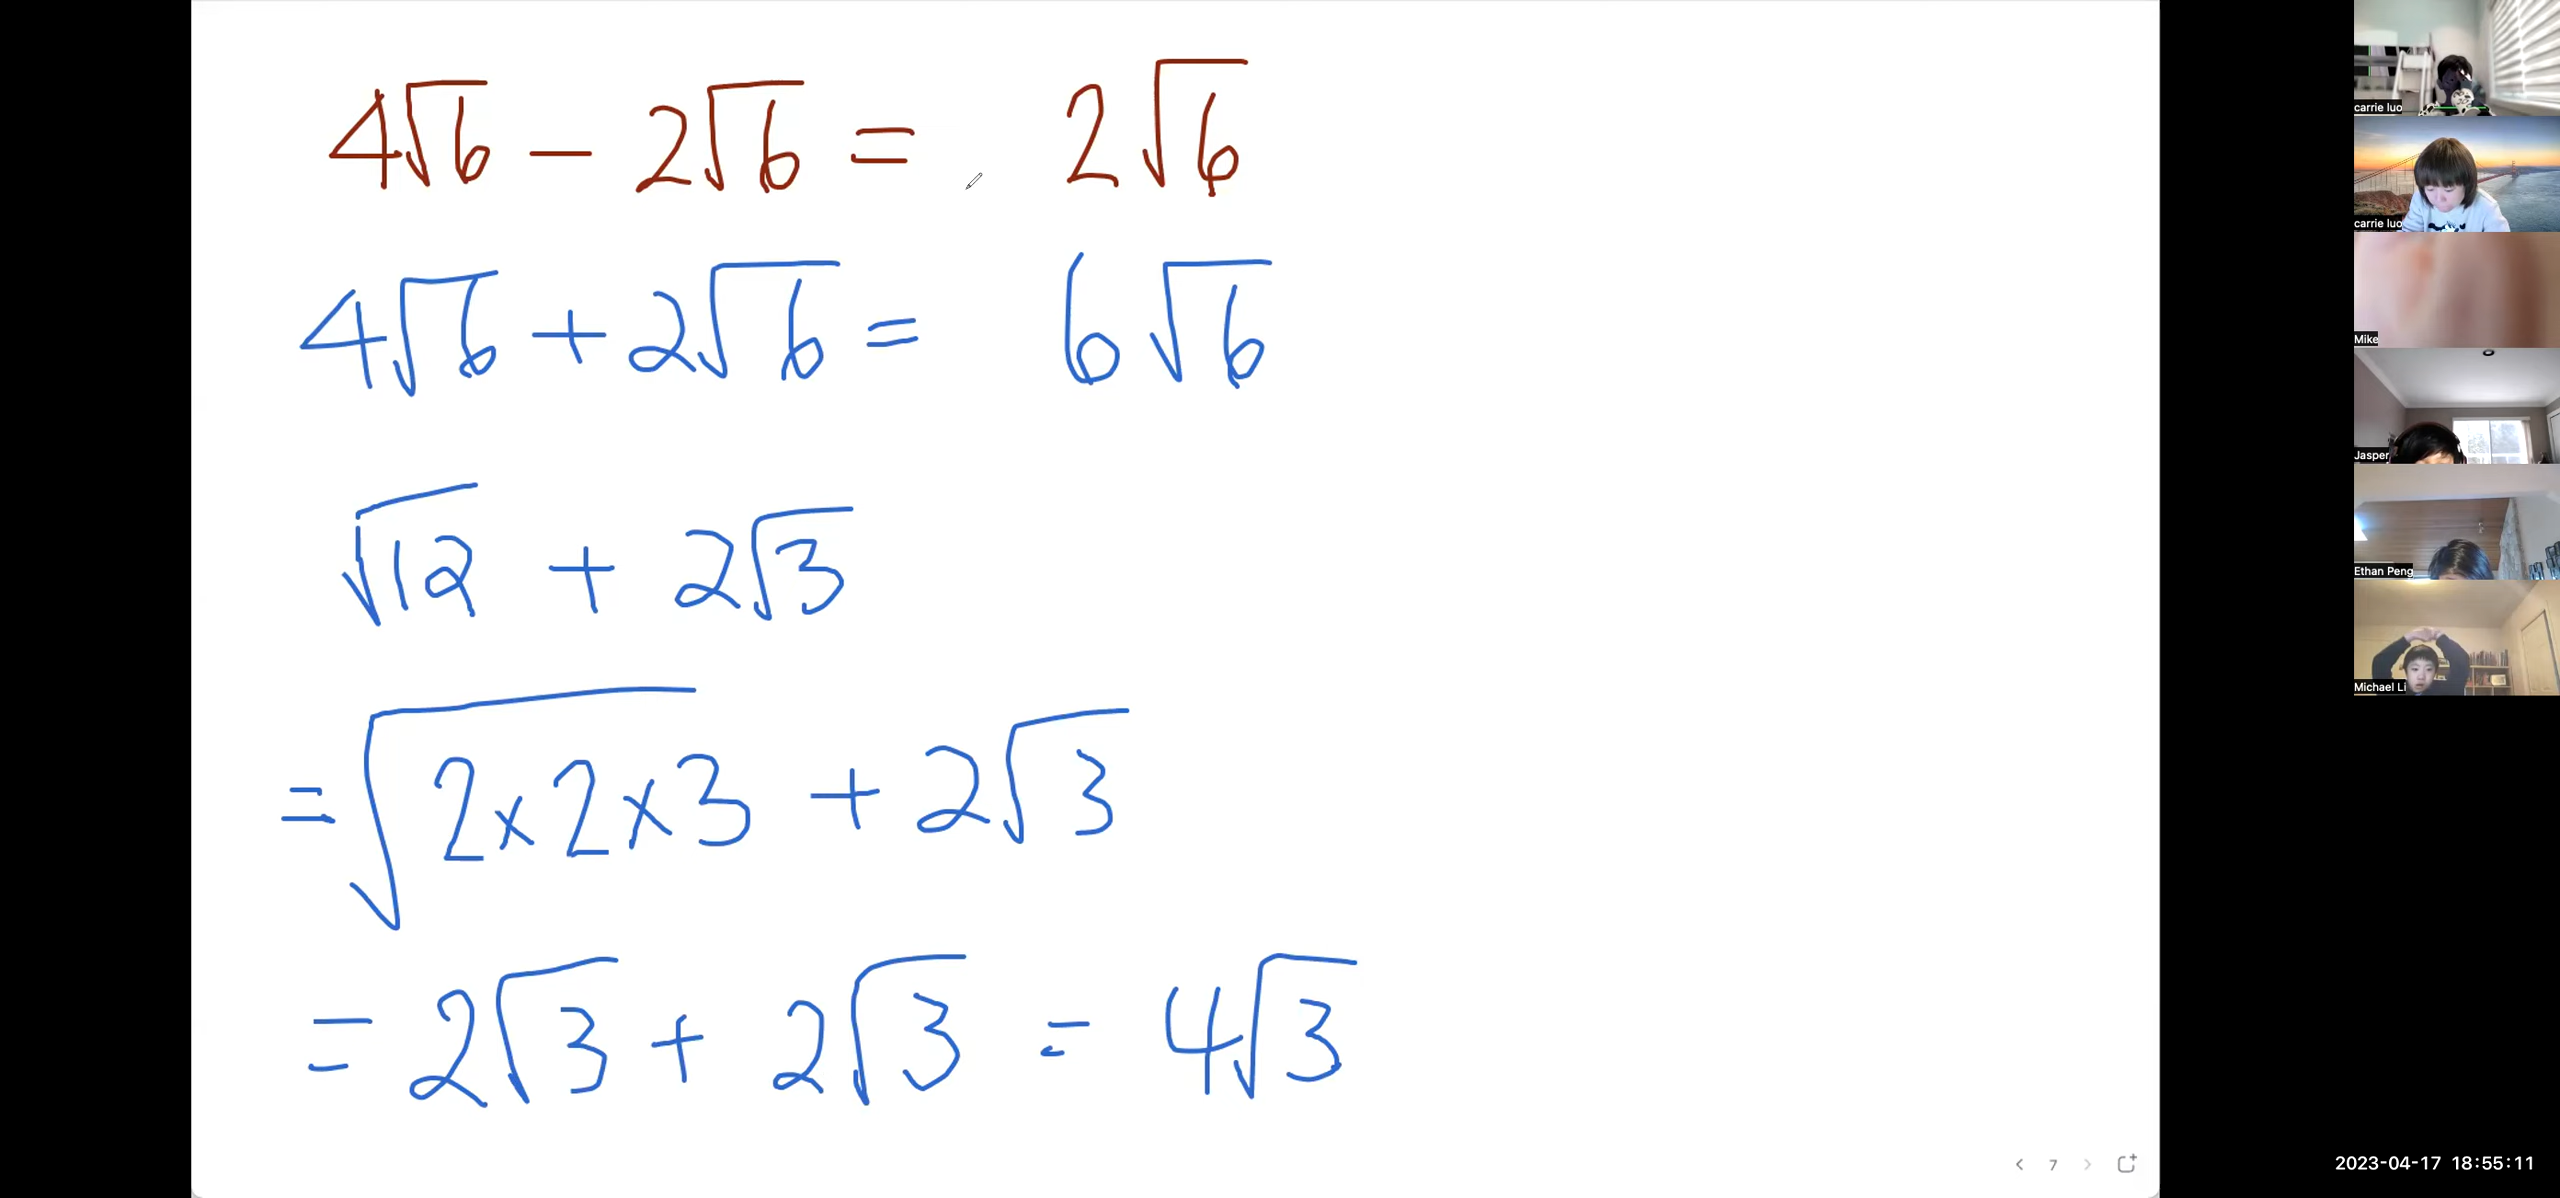 4√6 − 2√6 = 2√6
4√6 + 2√6 = 6√6
√12 + 2√3
= √2×2×3 + 2√3
= 2√3 + 2√3 = 4√3
carrie luo
carrie luo
Mike
Jasper
Ethan Peng
Michael Li
< 7 >
2023-04-17 18:55:11